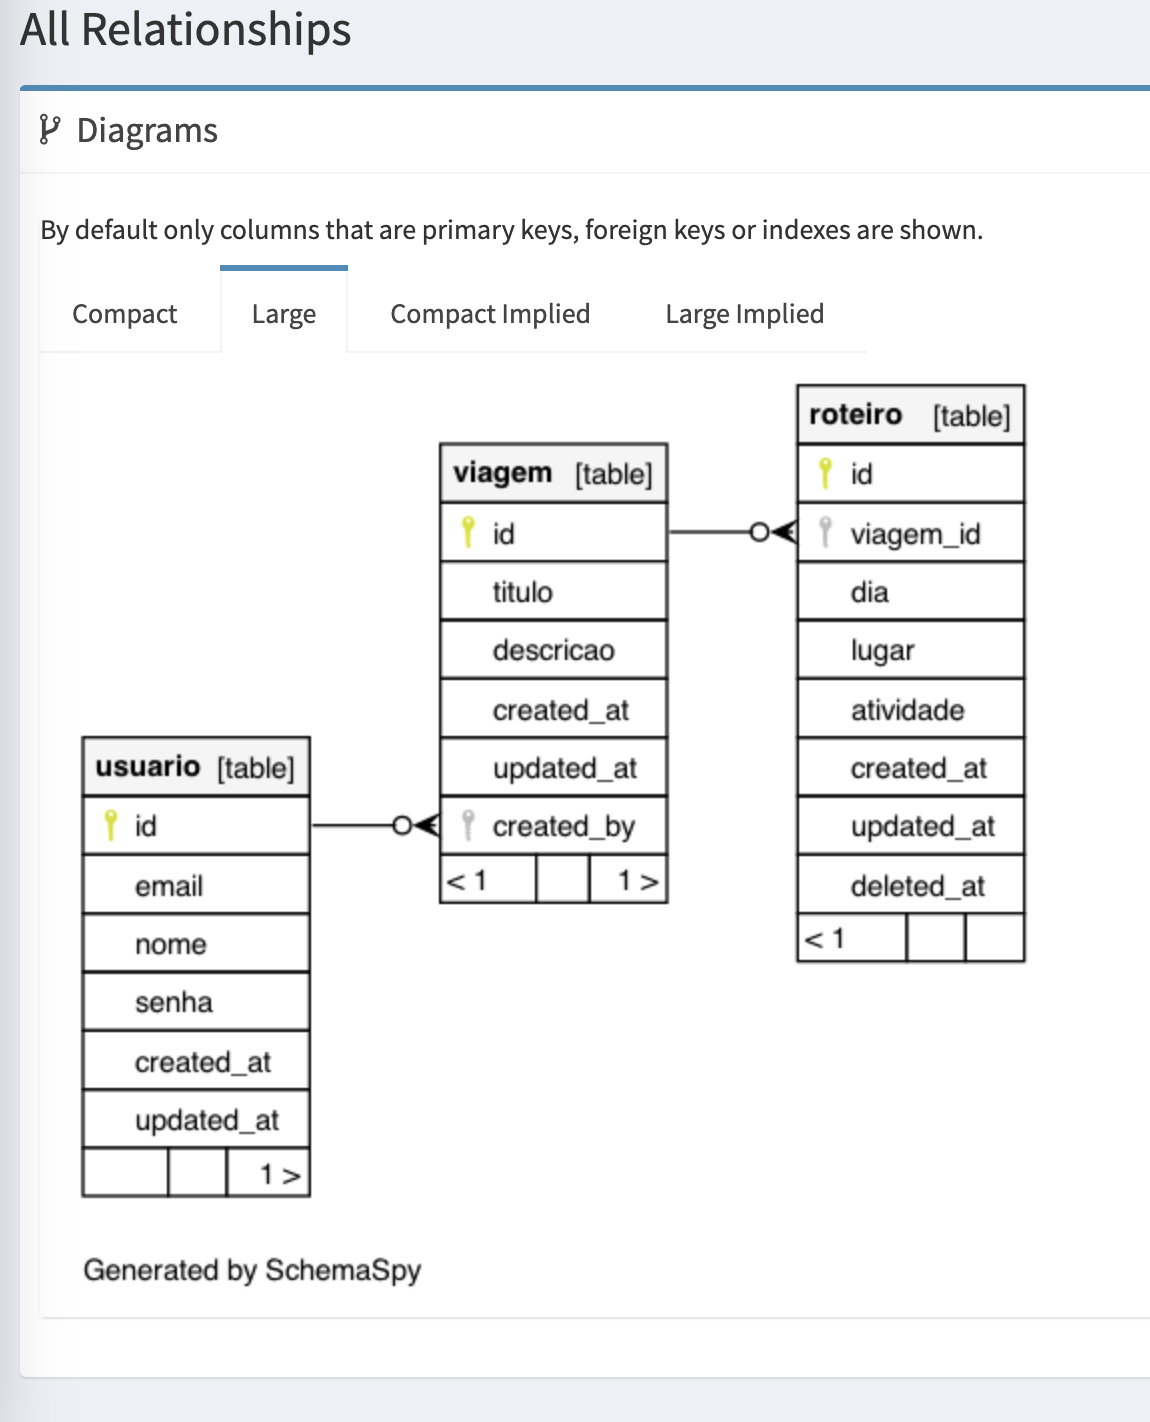 All Relationships
Diagrams
By default only columns that are primary keys, foreign keys or indexes are shown.
Compact
Large
Compact Implied
Large Implied
usuario [table]
id
email
nome
senha
created_at
updated_at
1 >
viagem [table]
id
titulo
descricao
created_at
updated_at
created_by
< 1
1 >
roteiro [table]
id
viagem_id
dia
lugar
atividade
created_at
updated_at
deleted_at
< 1
Generated by SchemaSpy